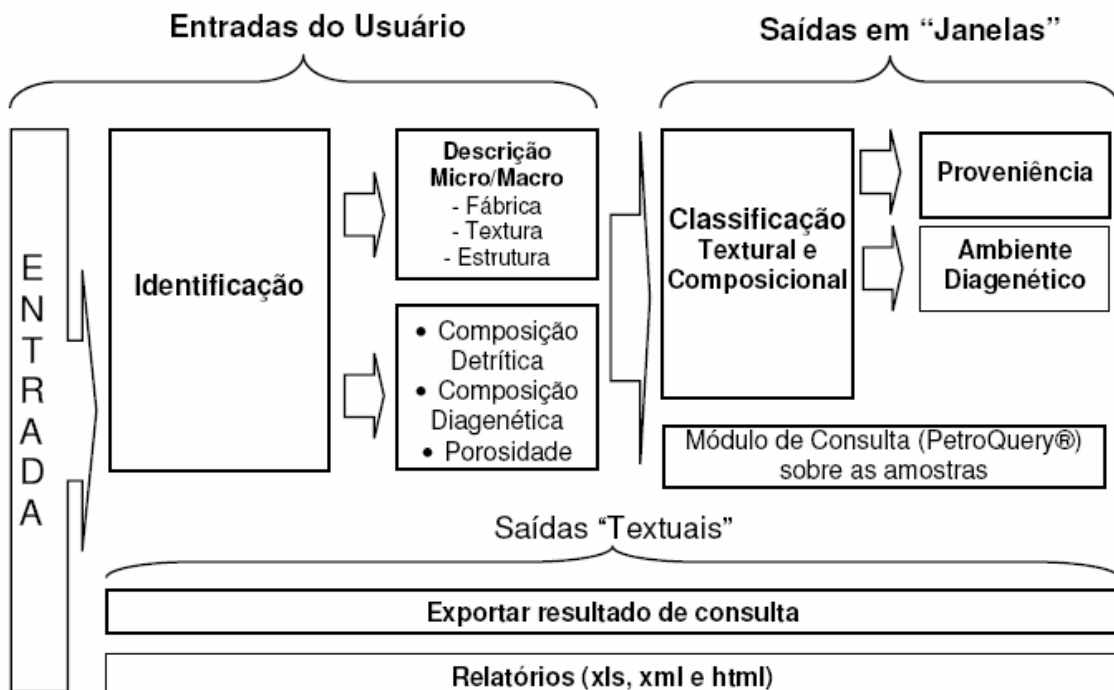 Entradas do Usuário
Saídas em “Janelas”
ENTRADA
Identificação
Descrição
Micro/Macro
- Fábrica
- Textura
- Estrutura
• Composição
Detrítica
• Composição
Diagenética
• Porosidade
Classificação
Textural e
Composicional
Proveniência
Ambiente
Diagenético
Módulo de Consulta (PetroQuery®)
sobre as amostras
Saídas “Textuais”
Exportar resultado de consulta
Relatórios (xls, xml e html)